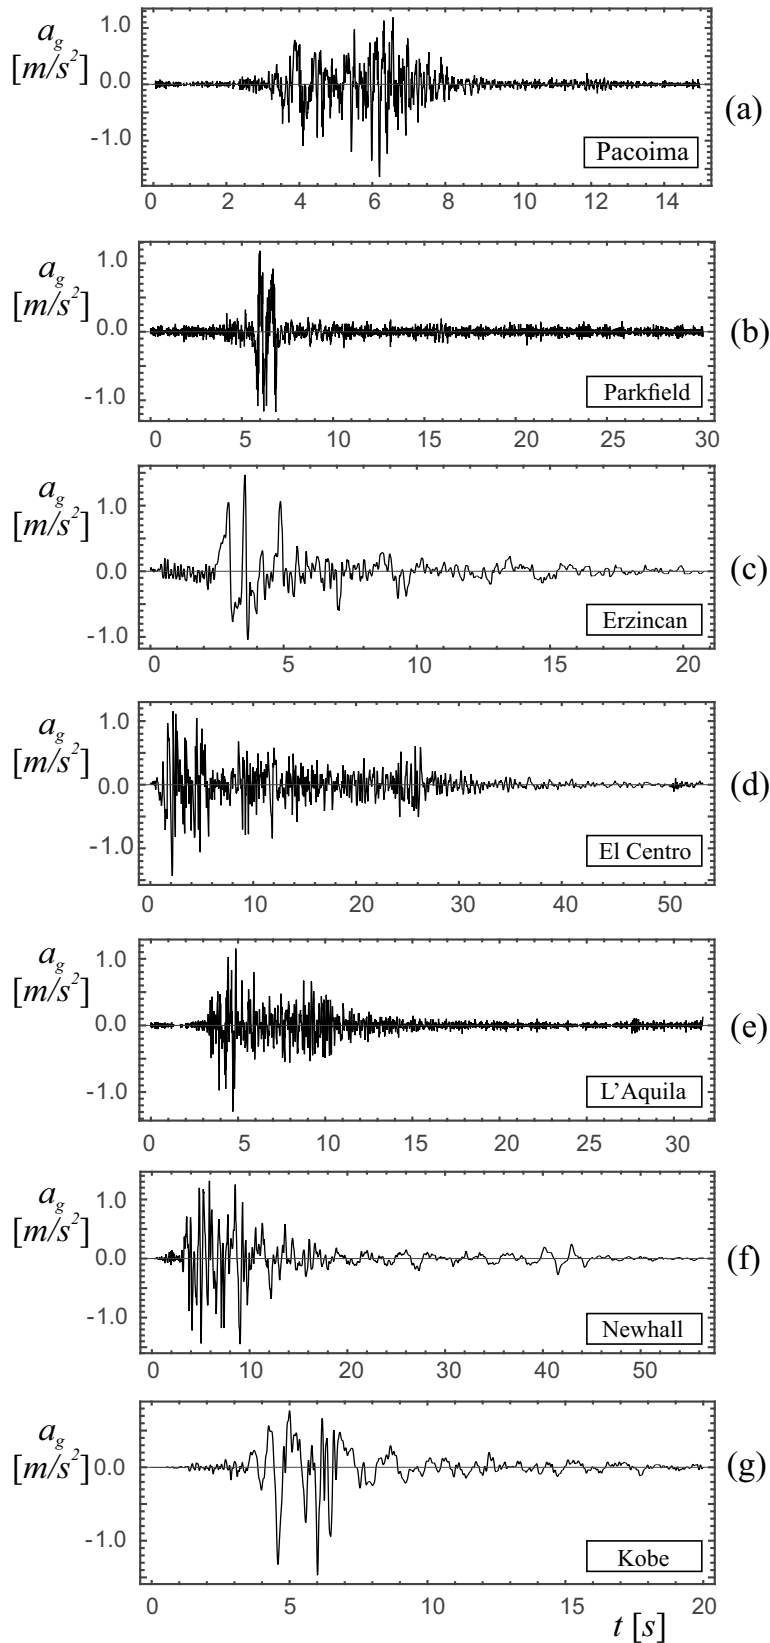 a_g
[m/s²]
1.0
0.0
-1.0
Pacoima
(a)
0 2 4 6 8 10 12 14
a_g
[m/s²]
1.0
0.0
-1.0
Parkfield
(b)
0 5 10 15 20 25 30
a_g
[m/s²]
1.0
0.0
-1.0
Erzincan
(c)
0 5 10 15 20
a_g
[m/s²]
1.0
0.0
-1.0
El Centro
(d)
0 10 20 30 40 50
a_g
[m/s²]
1.0
0.0
-1.0
L'Aquila
(e)
0 5 10 15 20 25 30
a_g
[m/s²]
1.0
0.0
-1.0
Newhall
(f)
0 10 20 30 40 50
a_g
[m/s²]
0.0
-1.0
Kobe
(g)
0 5 10 15 20
t [s]